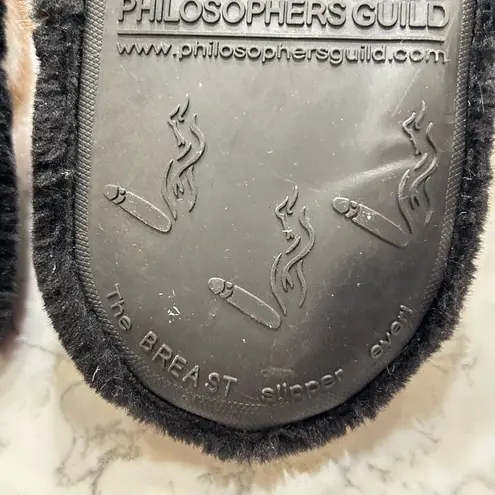 PHILOSOPHERS GUILD
www.philosophersguild.com
The BREAST slipper ever!